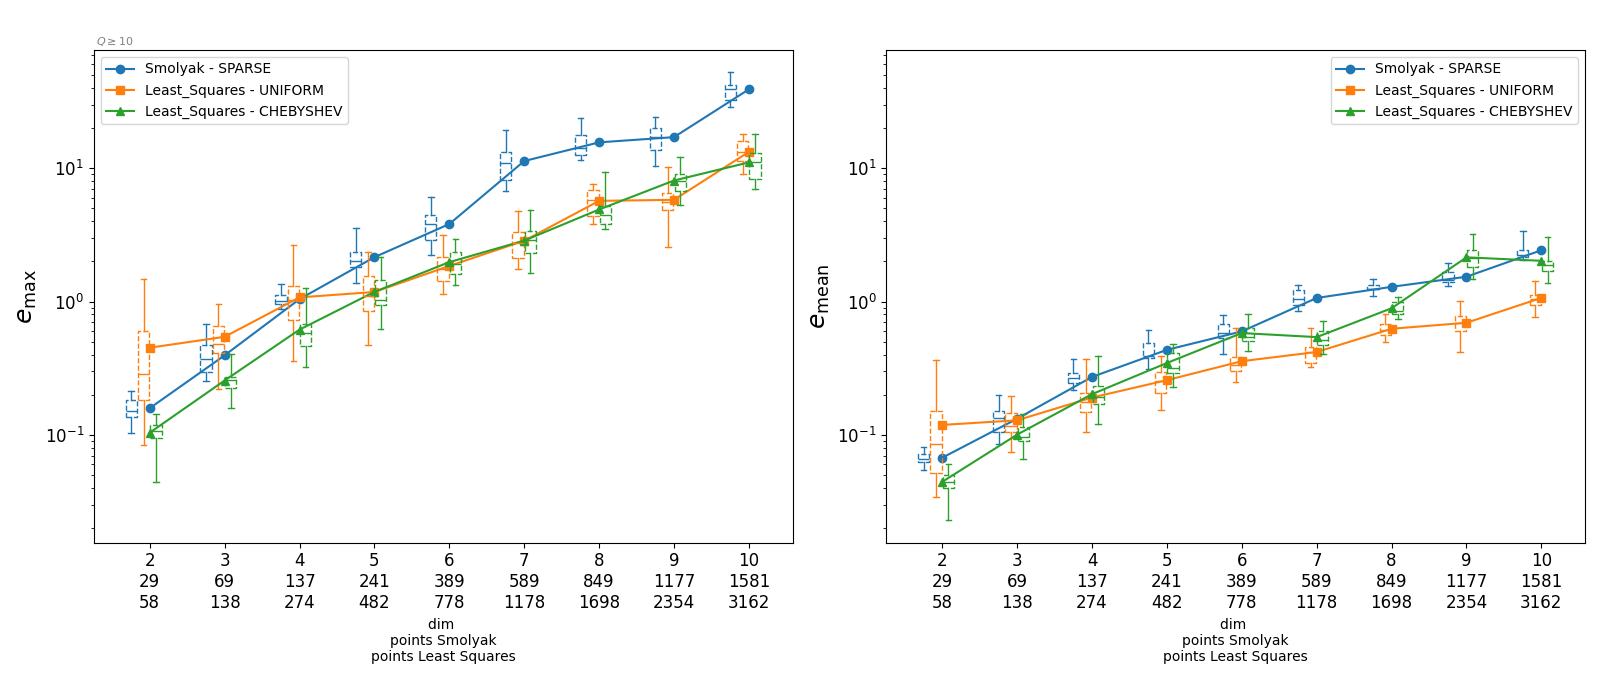 Q ≥ 10
Smolyak - SPARSE
Least_Squares - UNIFORM
Least_Squares - CHEBYSHEV
e_max
10^1
10^0
10^-1
2 3 4 5 6 7 8 9 10
29 69 137 241 389 589 849 1177 1581
58 138 274 482 778 1178 1698 2354 3162
dim
points Smolyak
points Least Squares
Smolyak - SPARSE
Least_Squares - UNIFORM
Least_Squares - CHEBYSHEV
e_mean
10^1
10^0
10^-1
2 3 4 5 6 7 8 9 10
29 69 137 241 389 589 849 1177 1581
58 138 274 482 778 1178 1698 2354 3162
dim
points Smolyak
points Least Squares